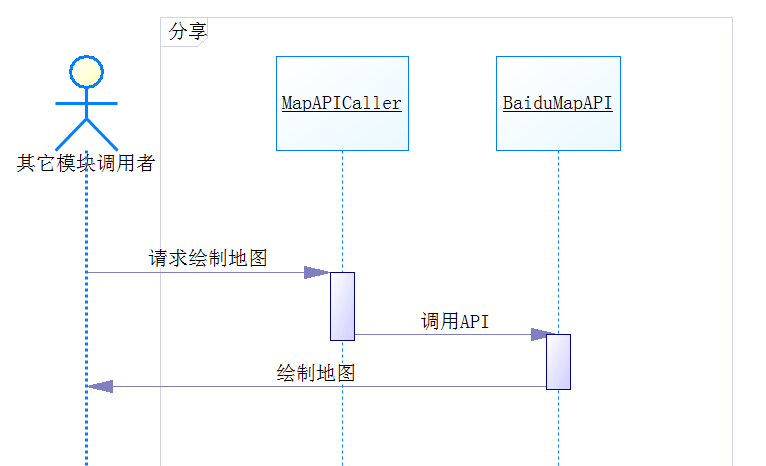 分享
MapAPICaller
BaiduMapAPI
其它模块调用者
请求绘制地图
调用API
绘制地图